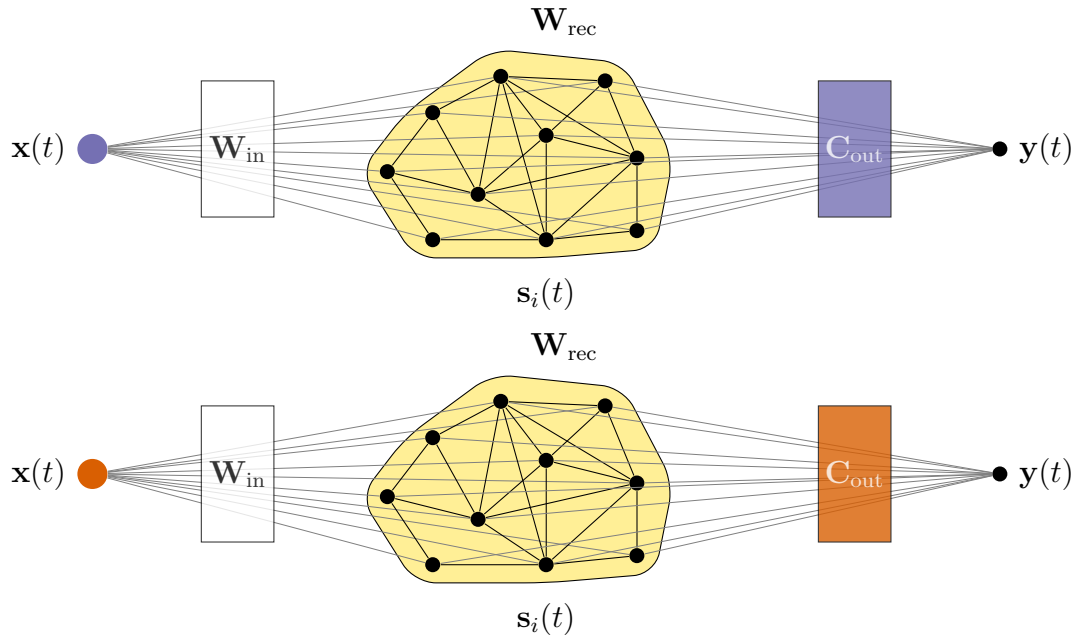 W_rec
x(t) W_in C_out y(t)
s_i(t)
W_rec
x(t) W_in C_out y(t)
s_i(t)